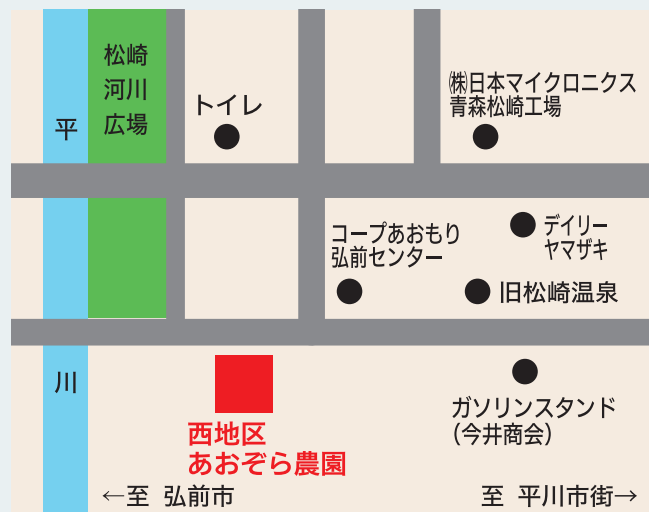 松崎
河川
広場
平
川
トイレ
㈱日本マイクロニクス
青森松崎工場
コープあおもり
弘前センター
デイリー
ヤマザキ
旧松崎温泉
西地区
あおぞら農園
ガソリンスタンド
(今井商会)
←至 弘前市
至 平川市街→